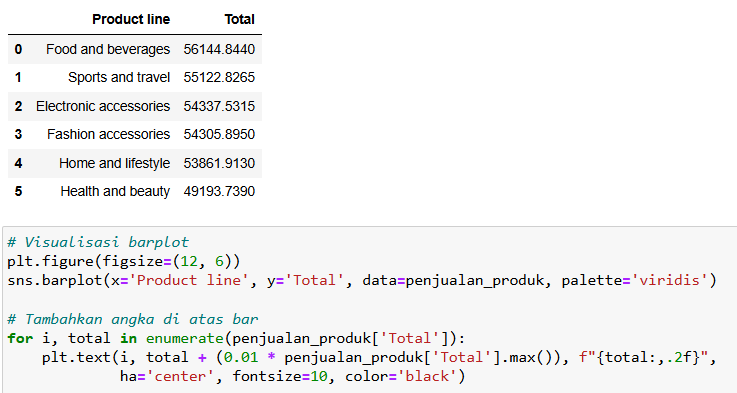 Product line Total
0 Food and beverages 56144.8440
1 Sports and travel 55122.8265
2 Electronic accessories 54337.5315
3 Fashion accessories 54305.8950
4 Home and lifestyle 53861.9130
5 Health and beauty 49193.7390
# Visualisasi barplot
plt.figure(figsize=(12, 6))
sns.barplot(x='Product line', y='Total', data=penjualan_produk, palette='viridis')
# Tambahkan angka di atas bar
for i, total in enumerate(penjualan_produk['Total']):
    plt.text(i, total + (0.01 * penjualan_produk['Total'].max()), f"{total:,.2f}",
             ha='center', fontsize=10, color='black')